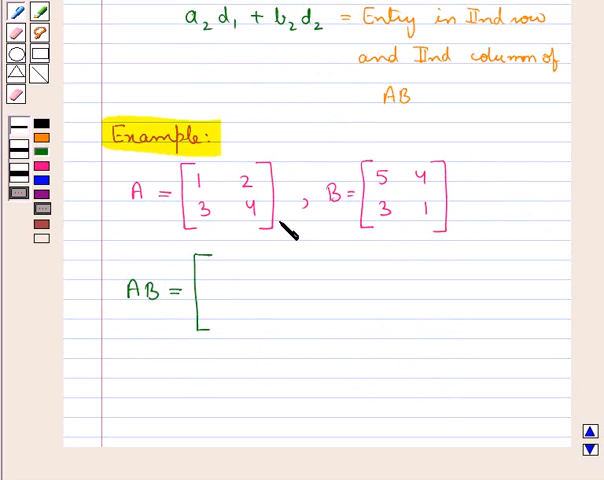 a₂d₁ + b₂d₂ = Entry in IInd row
and IInd column of
AB
Example:
A = [1 2
3 4] , B = [5 4
3 1]
AB = [